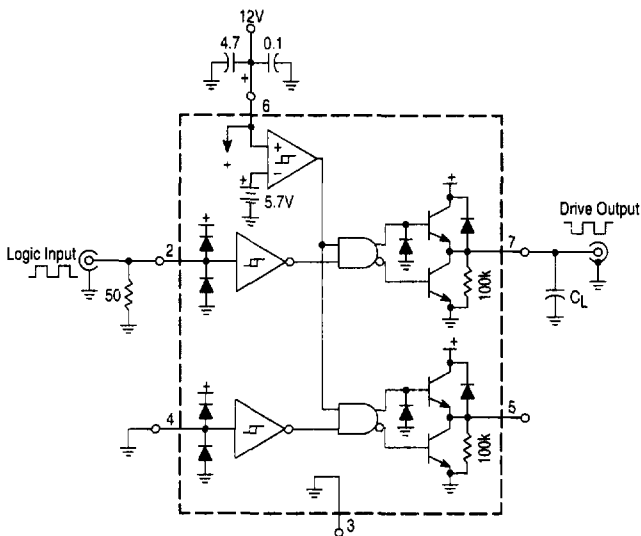 12V
4.7
0.1
+
6
+
+
-
+
5.7V
+
Drive Output
Logic Input
+
2
7
50
100k
CL
+
+
4
5
100k
3